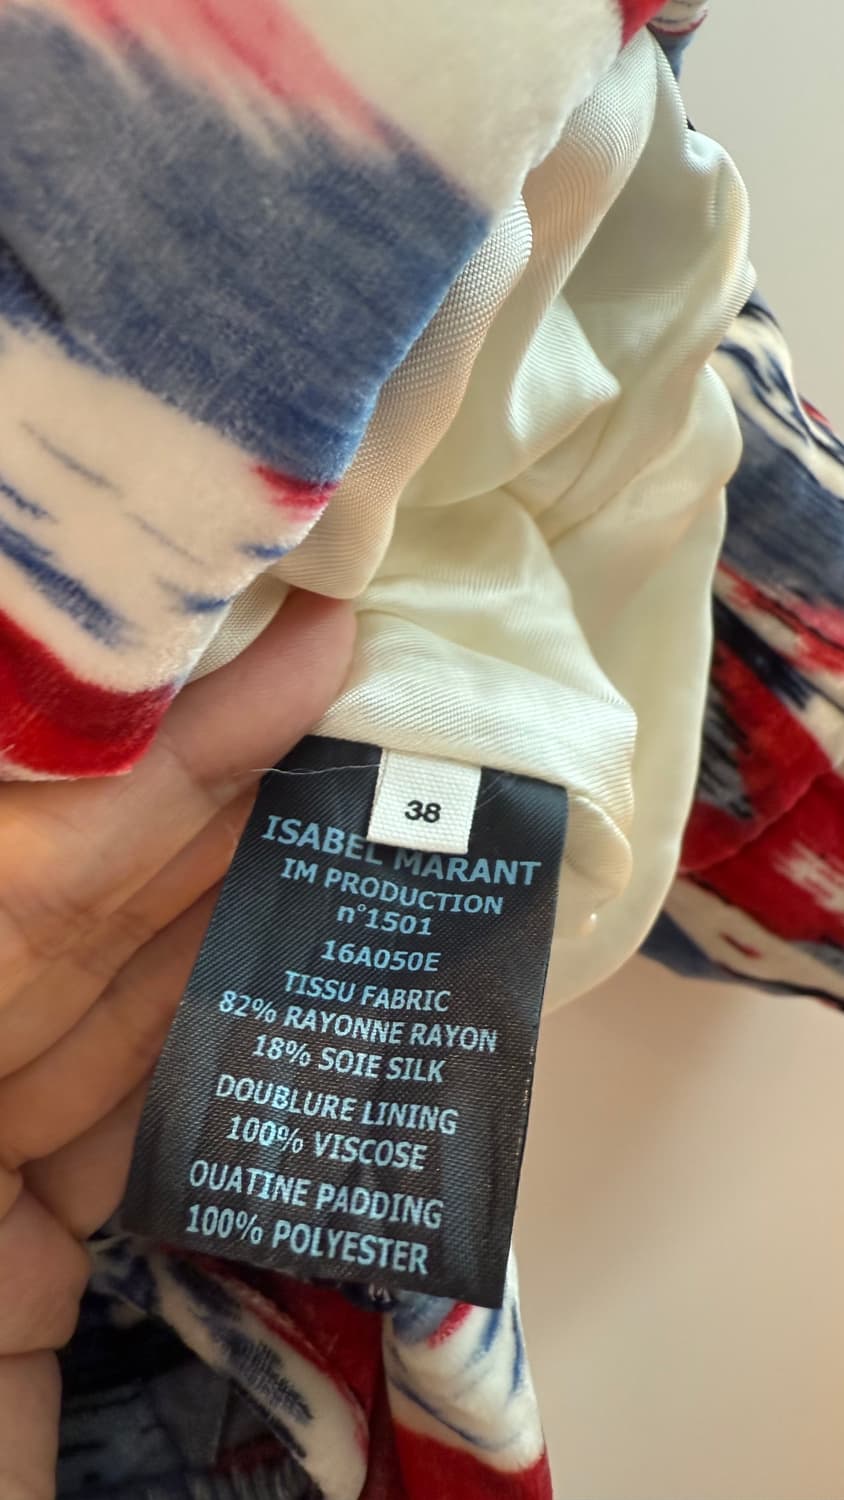 38
ISABEL MARANT
IM PRODUCTION
n°1501
16A050E
TISSU FABRIC
82% RAYONNE RAYON
18% SOIE SILK
DOUBLURE LINING
100% VISCOSE
OUATINE PADDING
100% POLYESTER